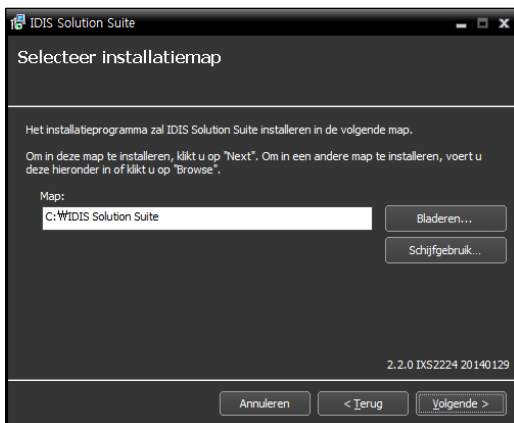 IDIS Solution Suite
Selecteer installatiemap
Het installatieprogramma zal IDIS Solution Suite installeren in de volgende map.
Om in deze map te installeren, klikt u op "Next". Om in een andere map te installeren, voert u
deze hieronder in of klikt u op "Browse".
Map:
C:₩IDIS Solution Suite
Bladeren...
Schijfgebruik...
2.2.0 IXS2224 20140129
Annuleren
< Terug
Volgende >